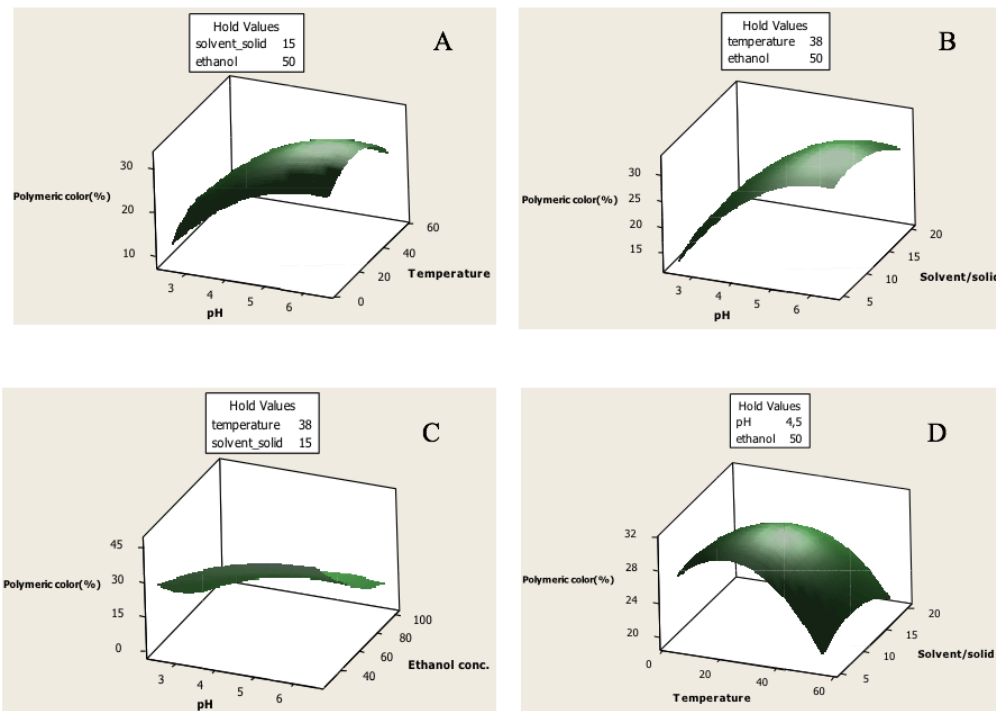 Hold Values
solvent_solid 15
ethanol 50
A
30
Polymeric color(%)
20
10
3 4 5 6
pH
0 20 40 60
Temperature
Hold Values
temperature 38
ethanol 50
B
30
Polymeric color(%)
25
20
15
3 4 5 6
pH
5 10 15 20
Solvent/solid
Hold Values
temperature 38
solvent_solid 15
C
45
30
Polymeric color(%)
15
0
3 4 5 6
pH
40 60 80 100
Ethanol conc.
Hold Values
pH 4,5
ethanol 50
D
32
28
Polymeric color(%)
24
20
0 20 40 60
Temperature
5 10 15 20
Solvent/solid